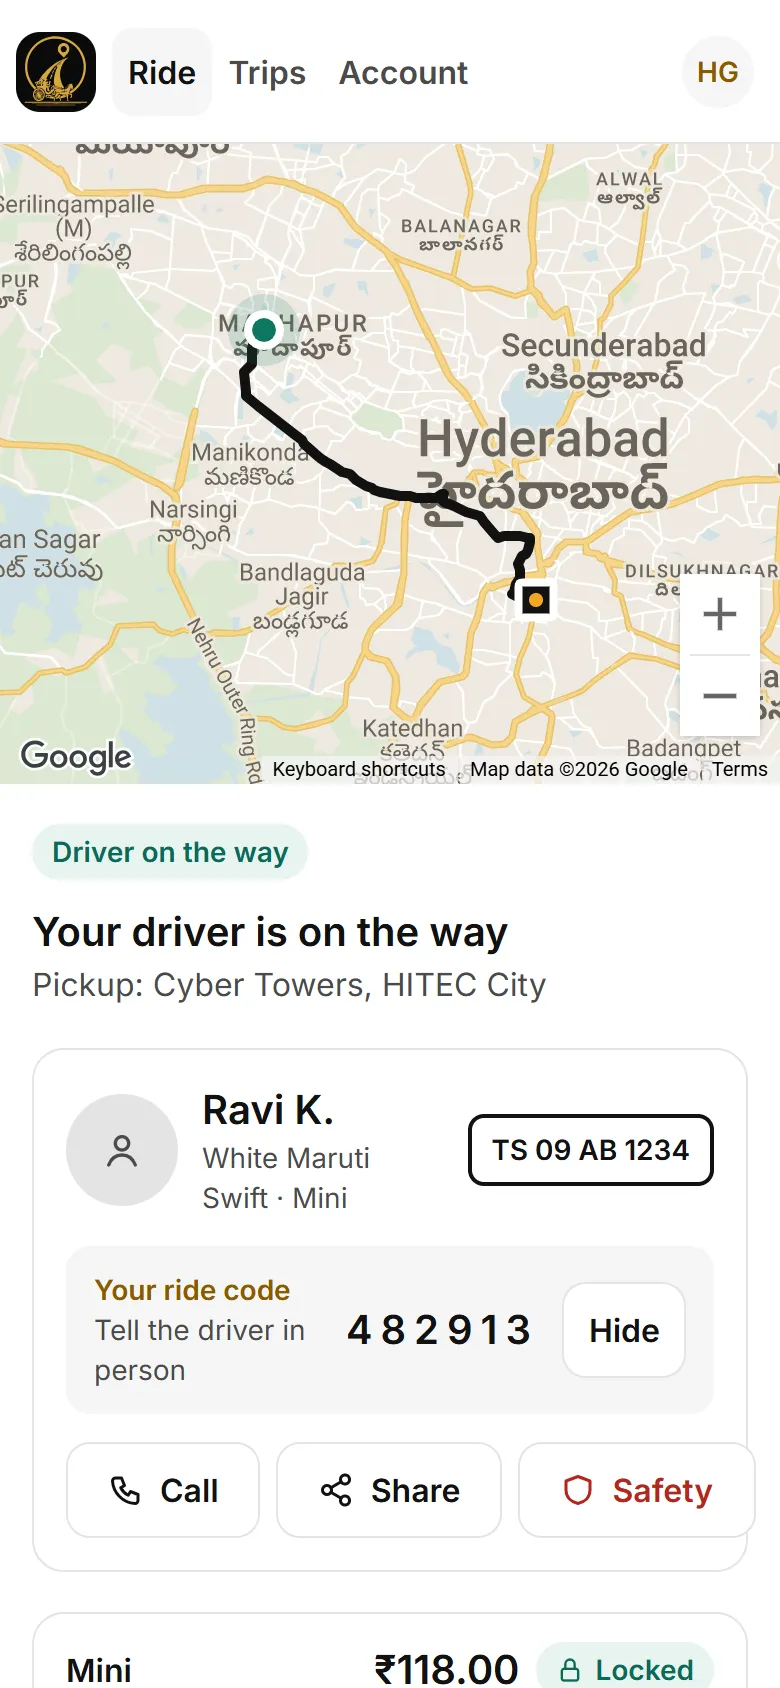 Ride
Trips
Account
HG
Serilingampalle
(M)
శేరిలింగంపల్లి
ALWAL
ఆల్వాల్
BALANAGAR
బాలానగర్
Secunderabad
సికింద్రాబాద్
Hyderabad
హైదరాబాద్
Manikonda
మణికొండ
Narsingi
నార్సింగి
Bandlaguda
Jagir
బండ్లగూడ
DILSUKHNAGAR
Nehru Outer Ring Rd
Katedhan
Badangpet
Google
Keyboard shortcuts
Map data ©2026 Google
Terms
Driver on the way
Your driver is on the way
Pickup: Cyber Towers, HITEC City
Ravi K.
White Maruti
Swift · Mini
TS 09 AB 1234
Your ride code
Tell the driver in
person
482913
Hide
Call
Share
Safety
Mini
₹118.00
Locked